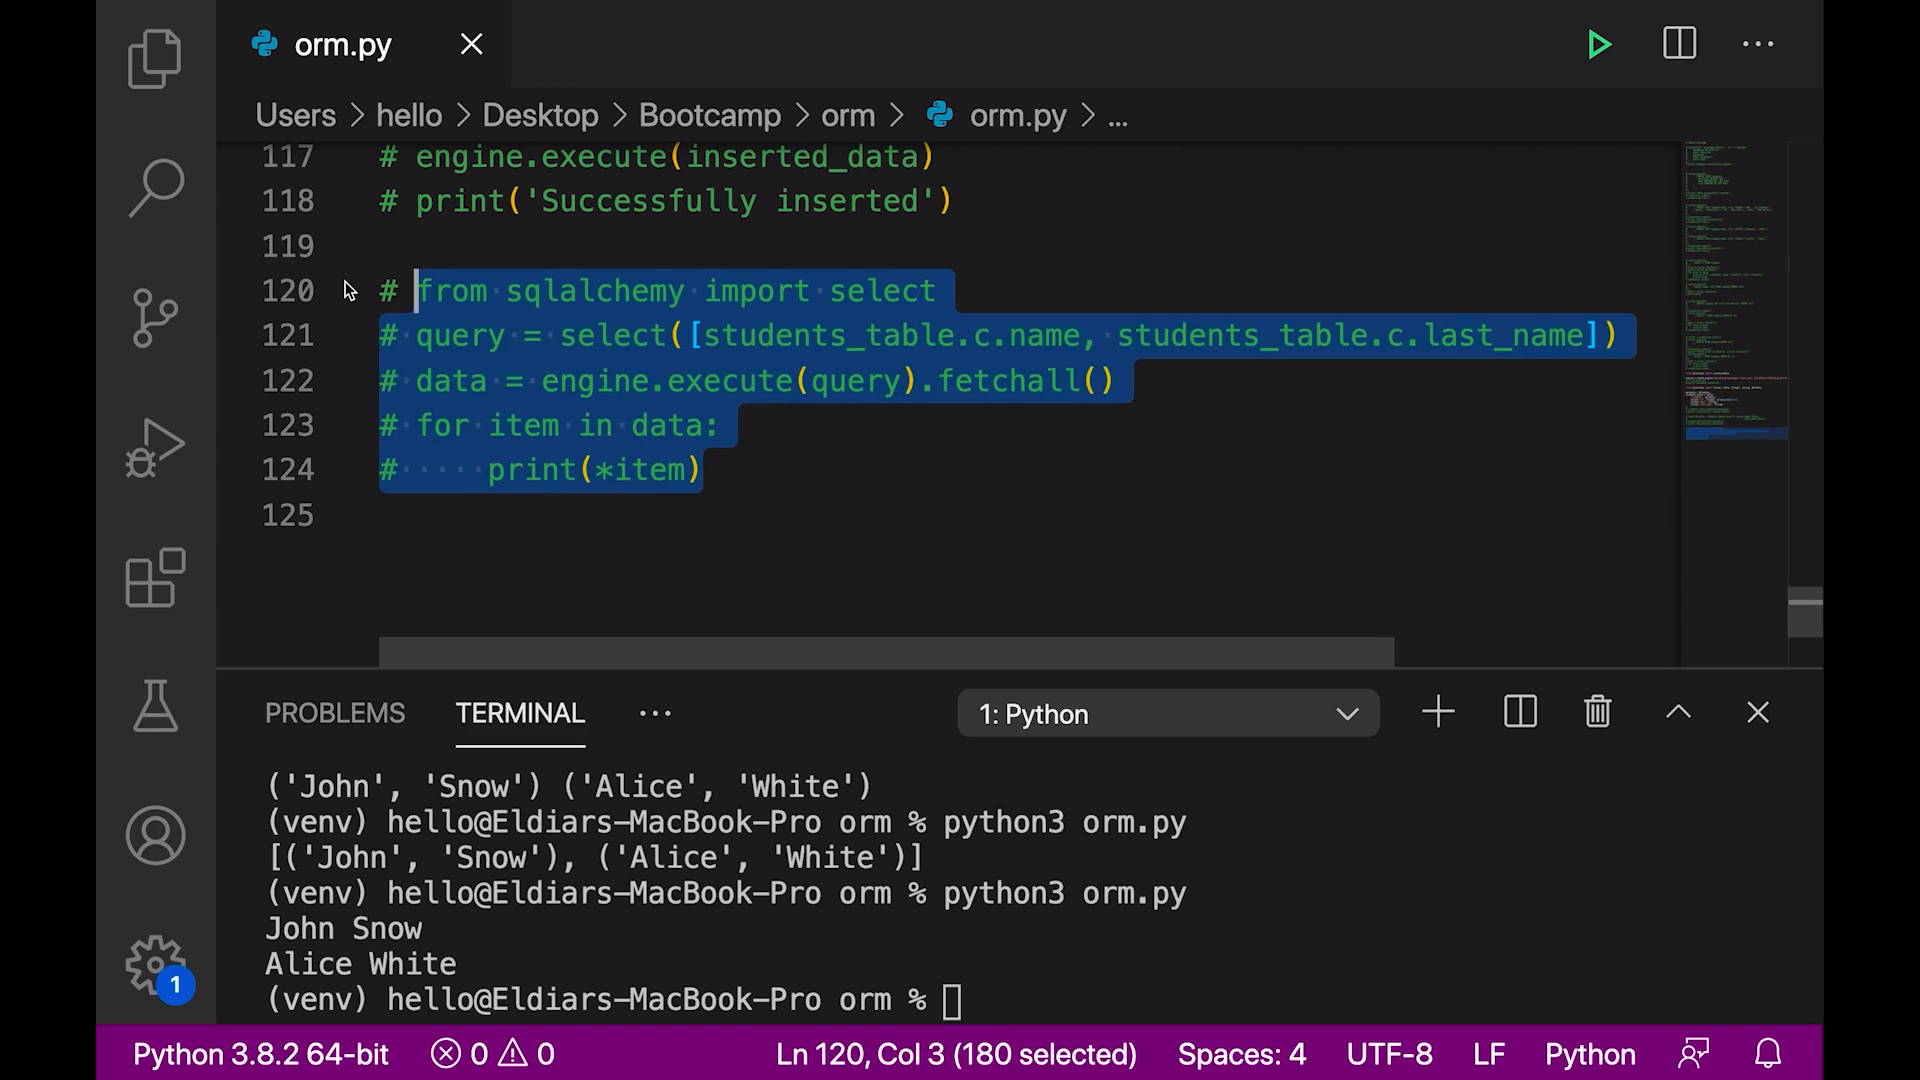 orm.py
Users > hello > Desktop > Bootcamp > orm > orm.py > ...
117 # engine.execute(inserted_data)
118 # print('Successfully inserted')
119
120 # from sqlalchemy import select
121 # query = select([students_table.c.name, students_table.c.last_name])
122 # data = engine.execute(query).fetchall()
123 # for item in data:
124 #     print(*item)
125
PROBLEMS TERMINAL ... 1: Python
('John', 'Snow') ('Alice', 'White')
(venv) hello@Eldiars-MacBook-Pro orm % python3 orm.py
[('John', 'Snow'), ('Alice', 'White')]
(venv) hello@Eldiars-MacBook-Pro orm % python3 orm.py
John Snow
Alice White
(venv) hello@Eldiars-MacBook-Pro orm %
1
Python 3.8.2 64-bit 0 0 Ln 120, Col 3 (180 selected) Spaces: 4 UTF-8 LF Python